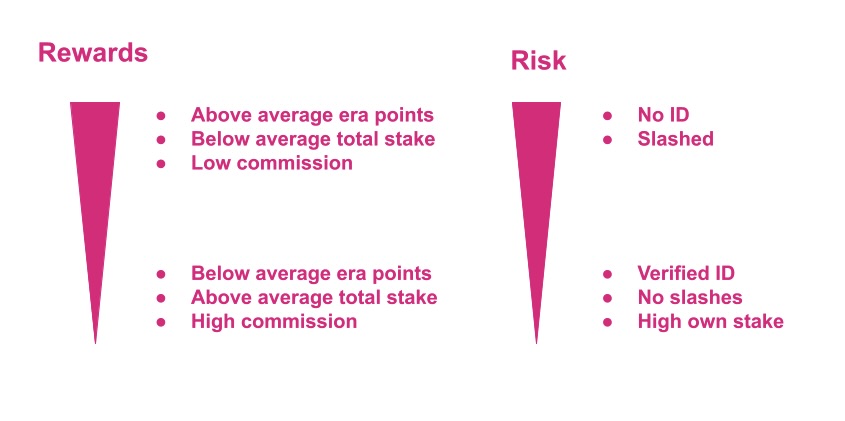 Rewards
● Above average era points
● Below average total stake
● Low commission
● Below average era points
● Above average total stake
● High commission
Risk
● No ID
● Slashed
● Verified ID
● No slashes
● High own stake